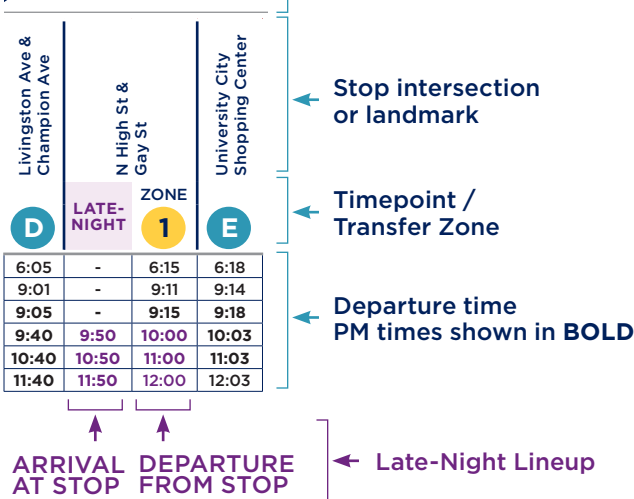 Livingston Ave &
Champion Ave
N High St &
Gay St
University City
Shopping Center
Stop intersection
or landmark
D
LATE-
NIGHT
ZONE
1
E
Timepoint /
Transfer Zone
6:05 - 6:15 6:18
9:01 - 9:11 9:14
9:05 - 9:15 9:18
9:40 9:50 10:00 10:03
10:40 10:50 11:00 11:03
11:40 11:50 12:00 12:03
Departure time
PM times shown in BOLD
ARRIVAL
AT STOP
DEPARTURE
FROM STOP
Late-Night Lineup